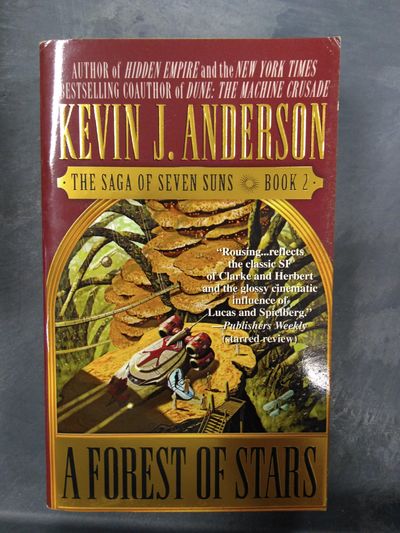 AUTHOR of HIDDEN EMPIRE and the NEW YORK TIMES
BESTSELLING COAUTHOR of DUNE: THE MACHINE CRUSADE
KEVIN J. ANDERSON
THE SAGA OF SEVEN SUNS BOOK 2
“Rousing...reflects
the classic SF
of Clarke and Herbert
and the glossy cinematic
influence of
Lucas and Spielberg.”
—Publishers Weekly
(starred review)
A FOREST OF STARS